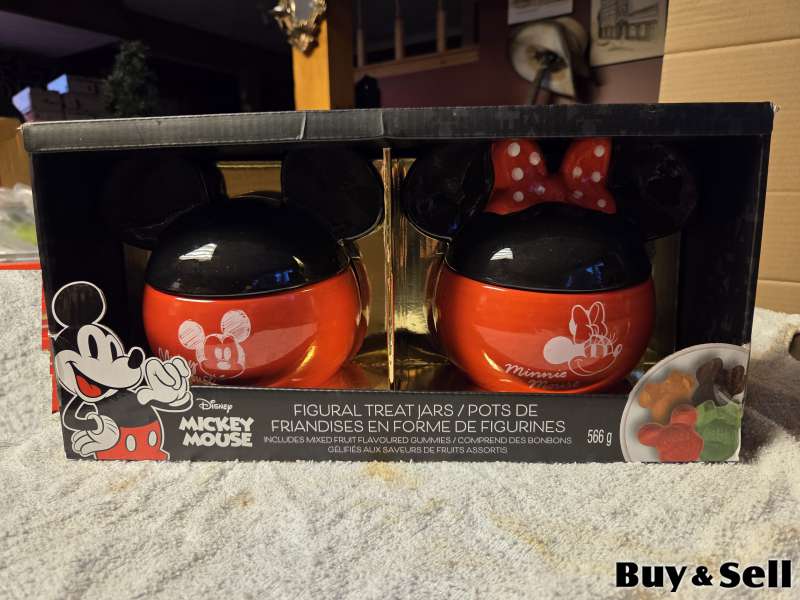 Minnie
Mouse
Disney
MICKEY
MOUSE
FIGURAL TREAT JARS / POTS DE
FRIANDISES EN FORME DE FIGURINES
INCLUDES MIXED FRUIT FLAVOURED GUMMIES / COMPREND DES BONBONS
GÉLIFIÉS AUX SAVEURS DE FRUITS ASSORTIS
566 g
Buy & Sell